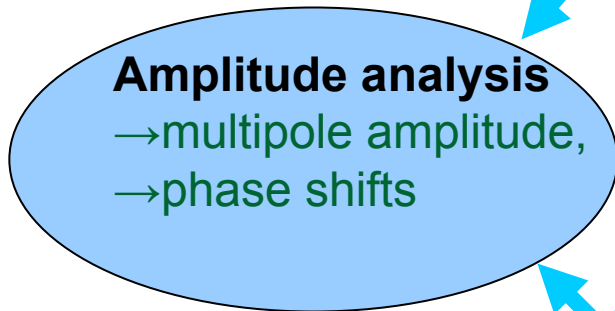 Amplitude analysis
→multipole amplitude,
→phase shifts